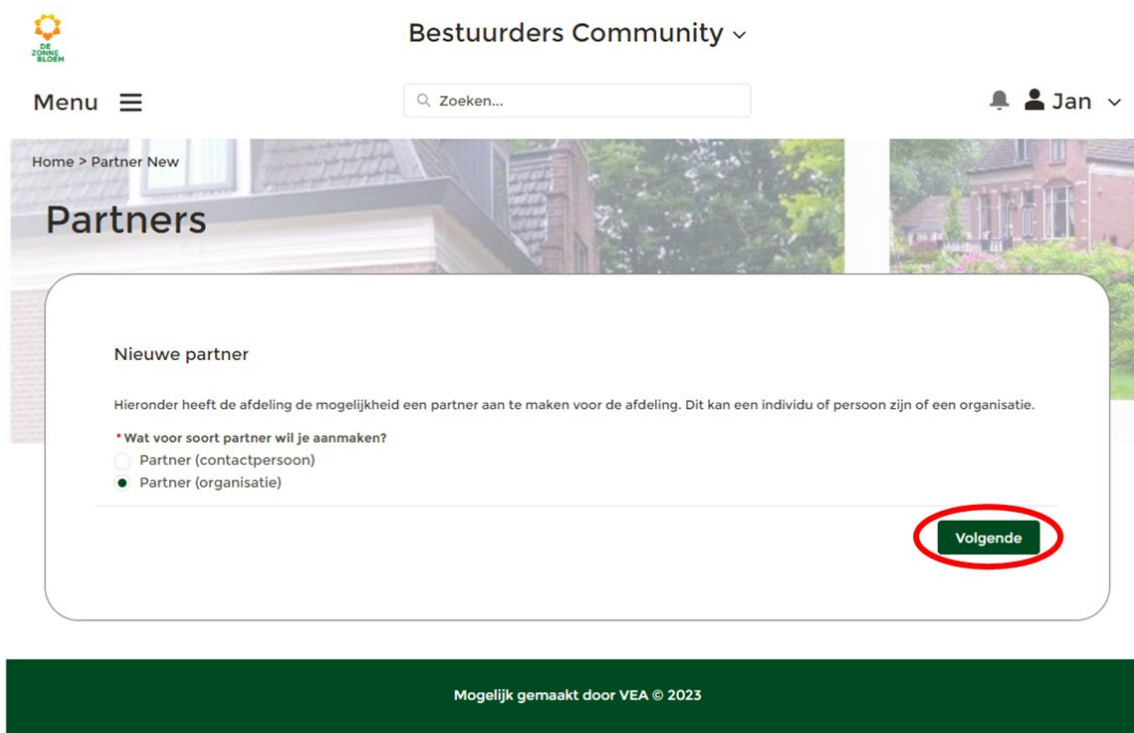 DE
ZONNE
BLOEM
Bestuurders Community
Menu
Zoeken...
Jan
Home > Partner New
Partners
Nieuwe partner
Hieronder heeft de afdeling de mogelijkheid een partner aan te maken voor de afdeling. Dit kan een individu of persoon zijn of een organisatie.
* Wat voor soort partner wil je aanmaken?
Partner (contactpersoon)
Partner (organisatie)
Volgende
Mogelijk gemaakt door VEA © 2023